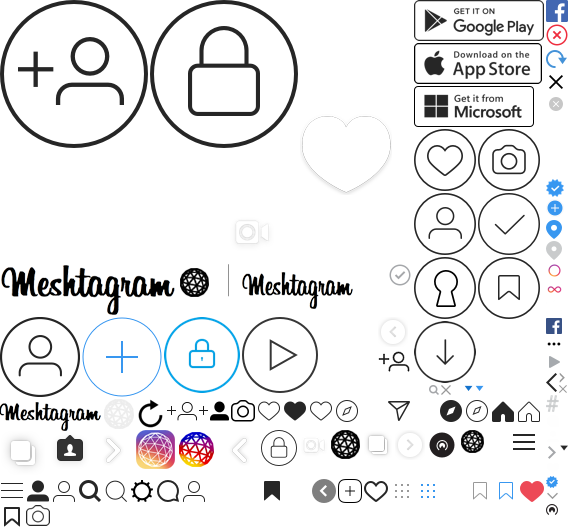 GET IT ON
Google Play
Download on the
App Store
Get it from
Microsoft
Meshtagram
Meshtagram
Meshtagram
#